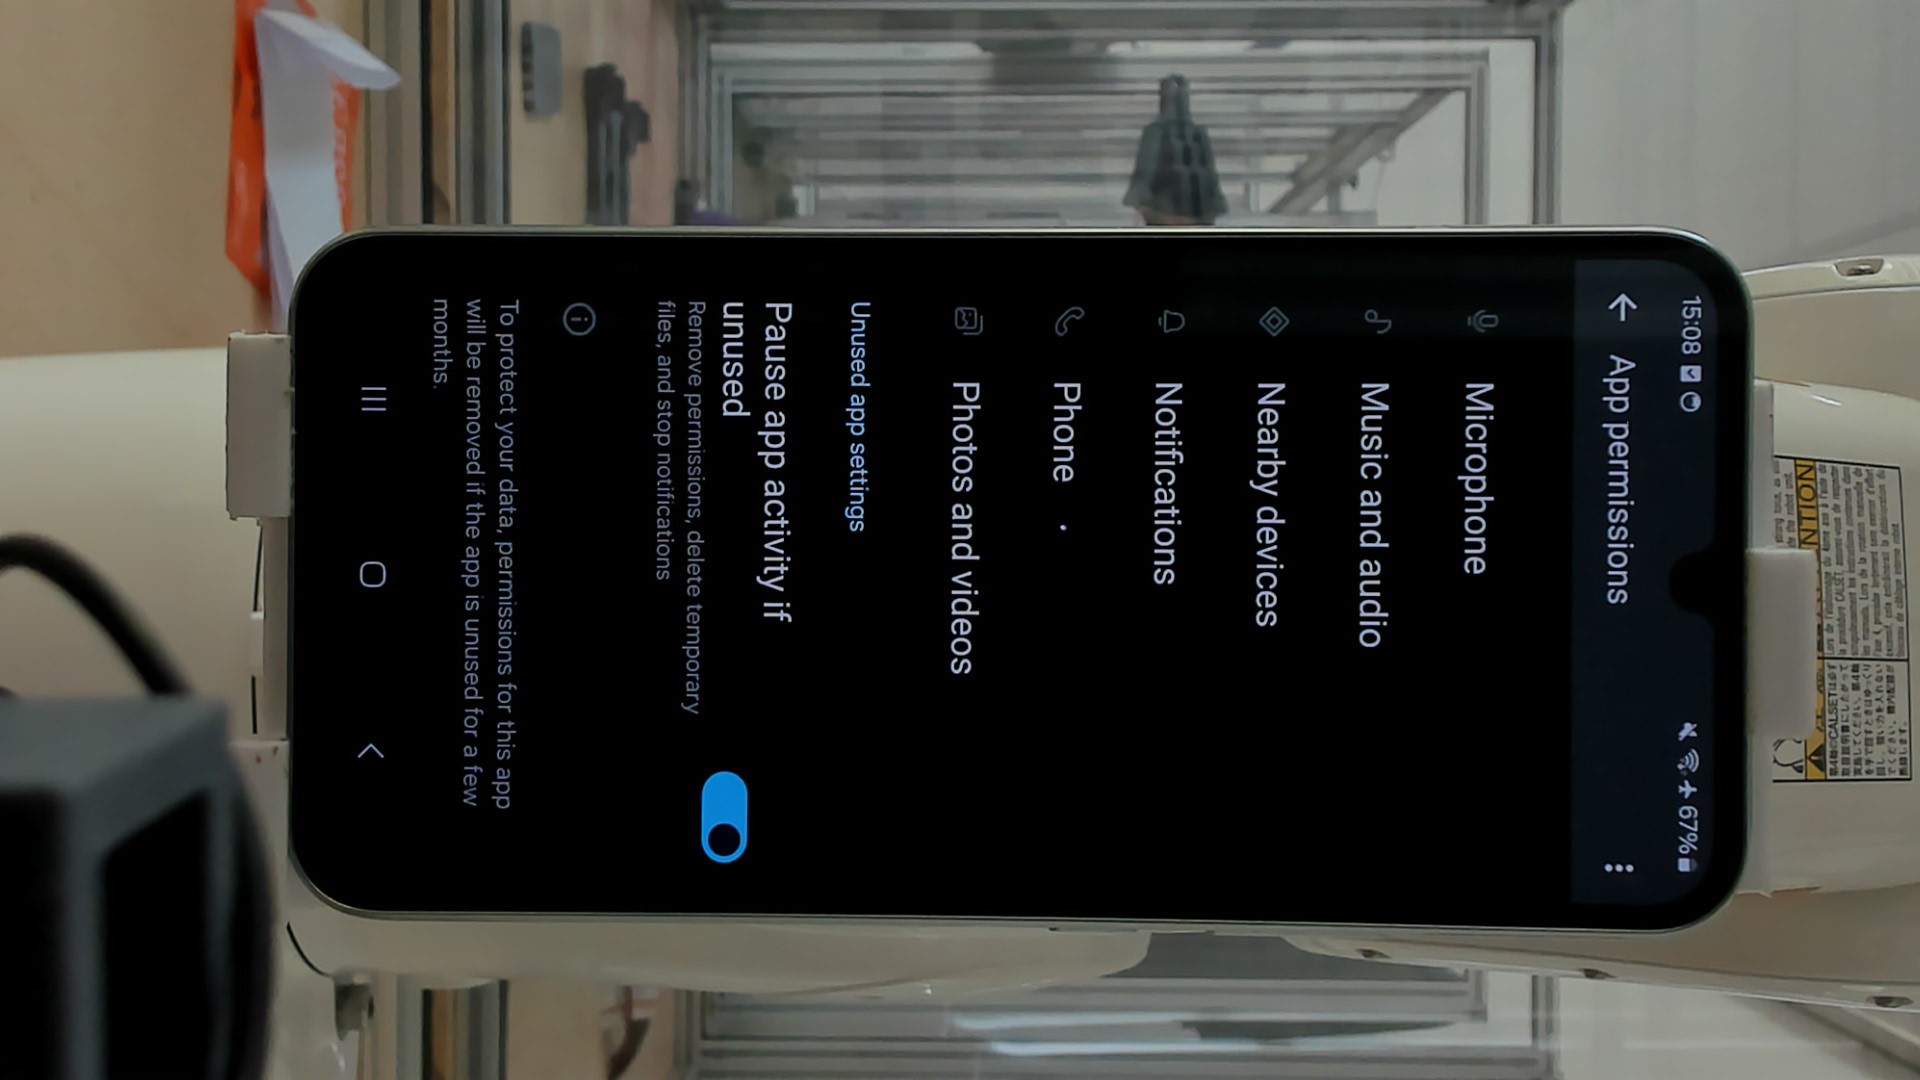 15:08
67%
App permissions
Microphone
Music and audio
Nearby devices
Notifications
Phone
Photos and videos
Unused app settings
Pause app activity if
unused
Remove permissions, delete temporary
files, and stop notifications
To protect your data, permissions for this app
will be removed if the app is unused for a few
months.